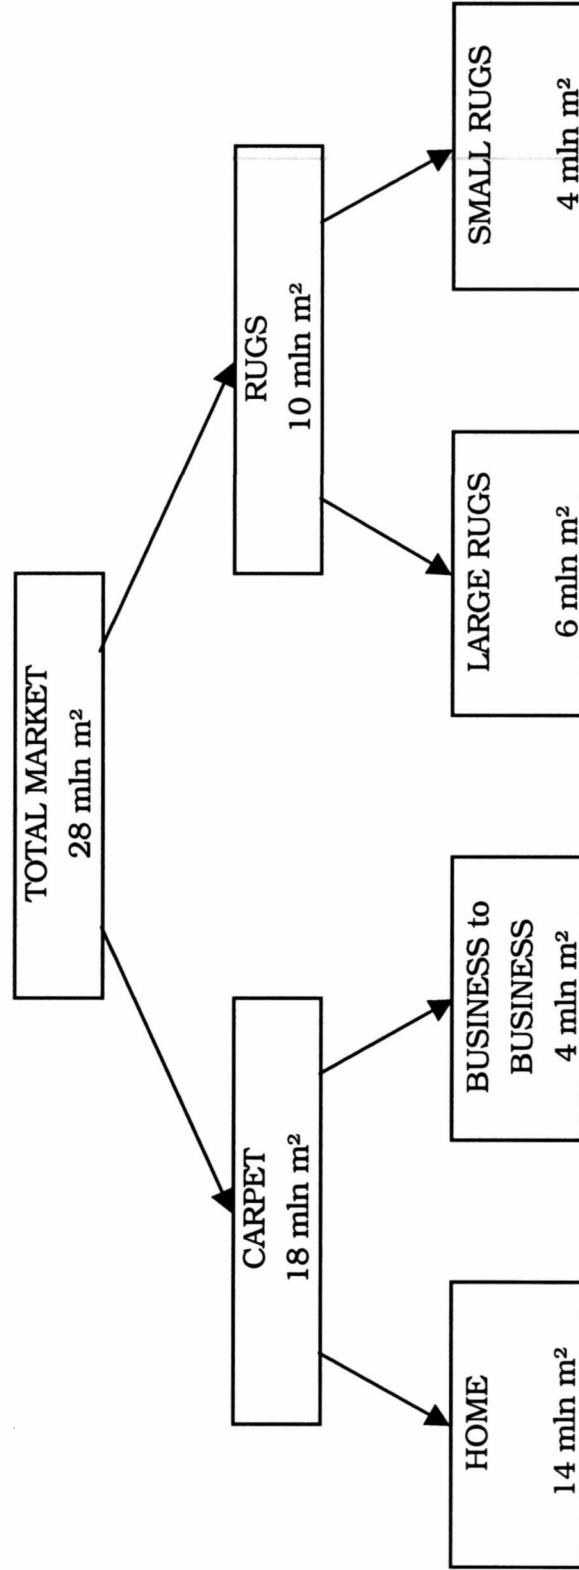 TOTAL MARKET
28 mln m²
CARPET
18 mln m²
RUGS
10 mln m²
HOME
14 mln m²
BUSINESS to
BUSINESS
4 mln m²
LARGE RUGS
6 mln m²
SMALL RUGS
4 mln m²